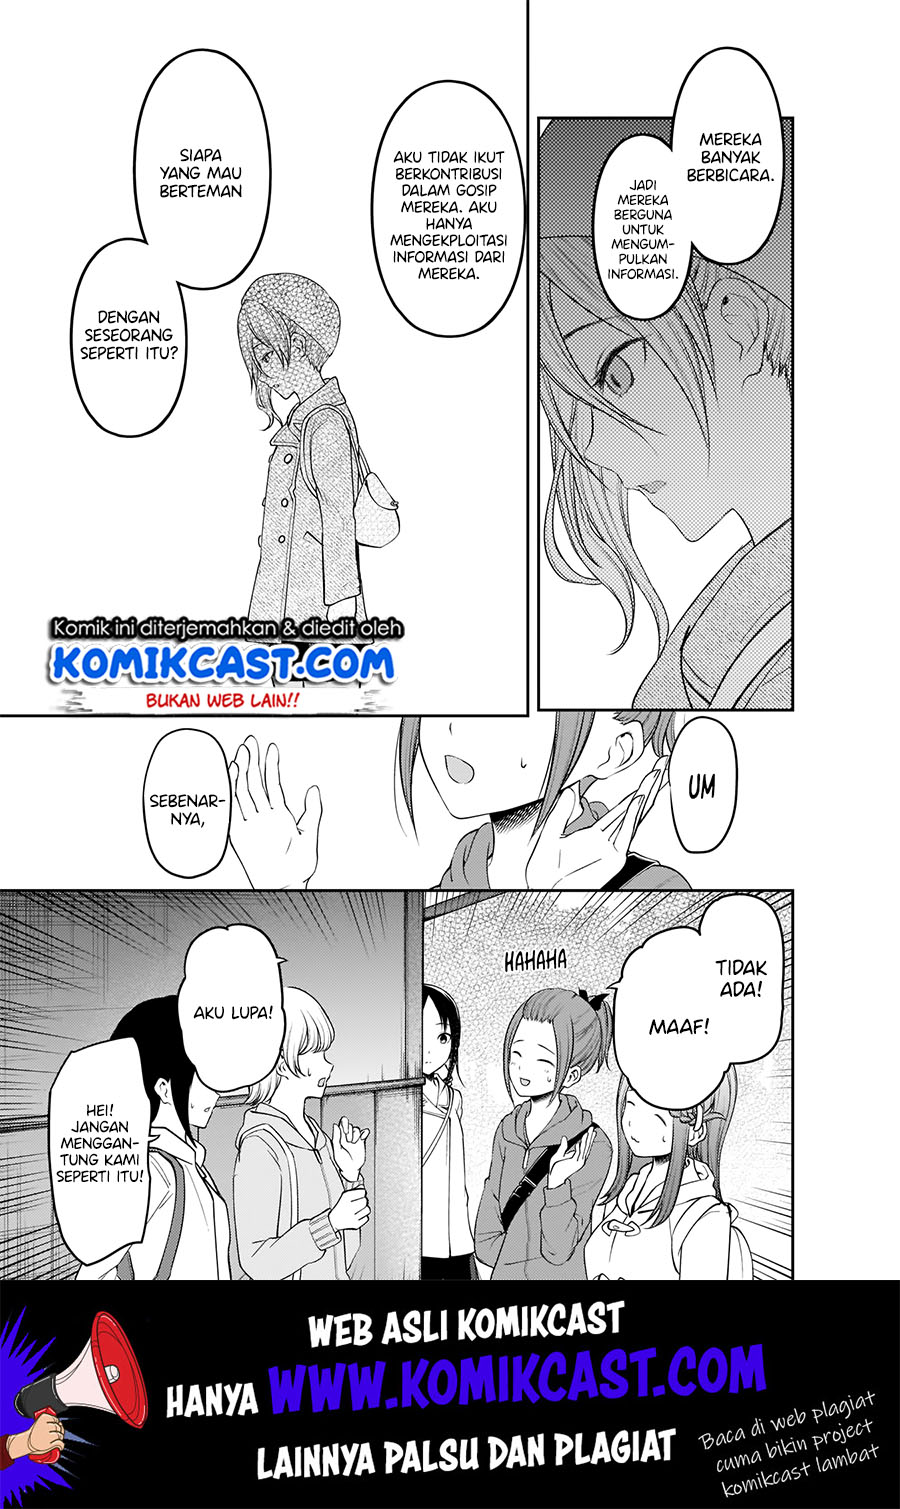 MEREKA
BANYAK
BERBICARA.
JADI
MEREKA
BERGUNA
UNTUK
MENGUM-
PULKAN
INFORMASI.
AKU TIDAK IKUT
BERKONTRIBUSI
DALAM GOSIP
MEREKA. AKU
HANYA
MENGEKPLOITASI
INFORMASI DARI
MEREKA.
SIAPA
YANG MAU
BERTEMAN
DENGAN
SESEORANG
SEPERTI ITU?
Komik ini diterjemahkan & diedit oleh
KOMIKCAST.COM
BUKAN WEB LAIN!!
UM
SEBENAR-
NYA,
TIDAK
ADA!
MAAF!
HAHAHA
AKU LUPA!
HEI!
JANGAN
MENGGAN-
TUNG KAMI
SEPERTI ITU!
WEB ASLI KOMIKCAST
HANYA WWW.KOMIKCAST.COM
LAINNYA PALSU DAN PLAGIAT
Baca di web plagiat
cuma bikin project
komikcast lambat